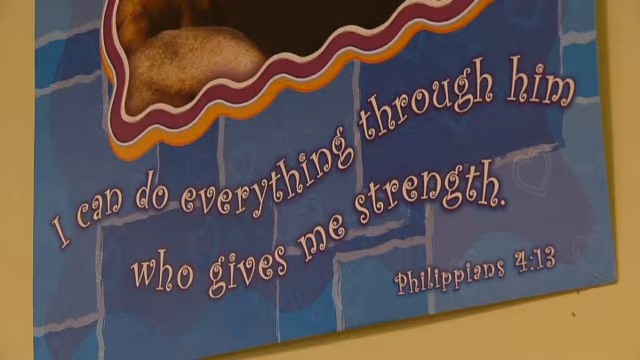 I can do everything through him
who gives me strength.
Philippians 4:13